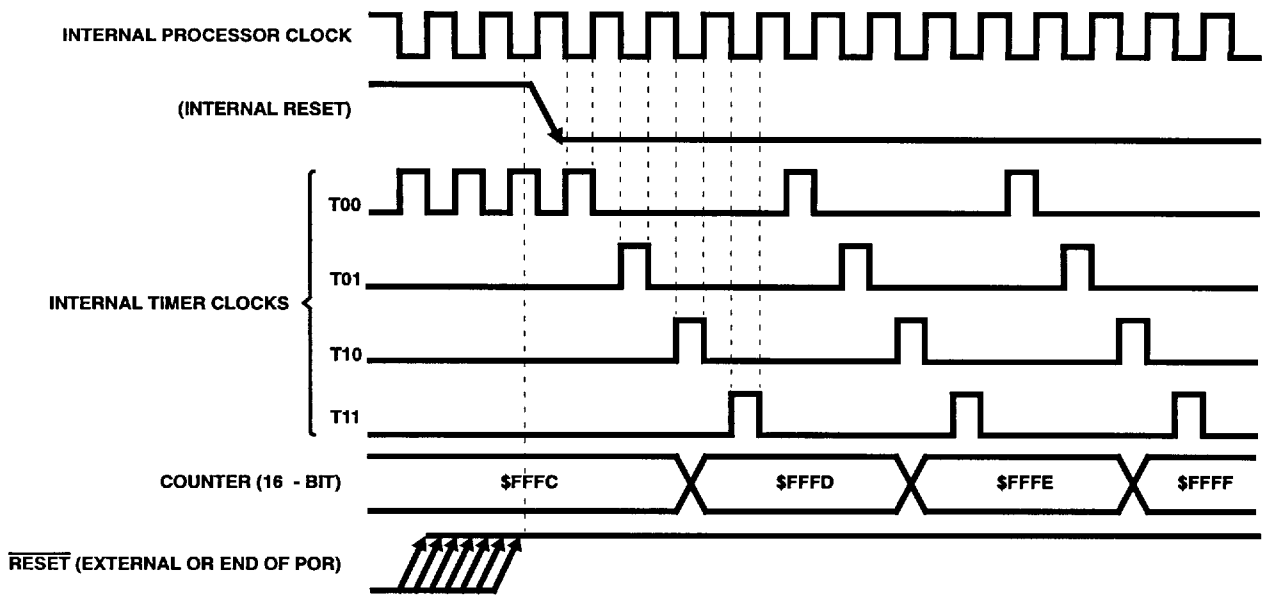 INTERNAL PROCESSOR CLOCK
(INTERNAL RESET)
T00
T01
INTERNAL TIMER CLOCKS
T10
T11
COUNTER (16 - BIT)
$FFFC
$FFFD
$FFFE
$FFFF
RESET (EXTERNAL OR END OF POR)